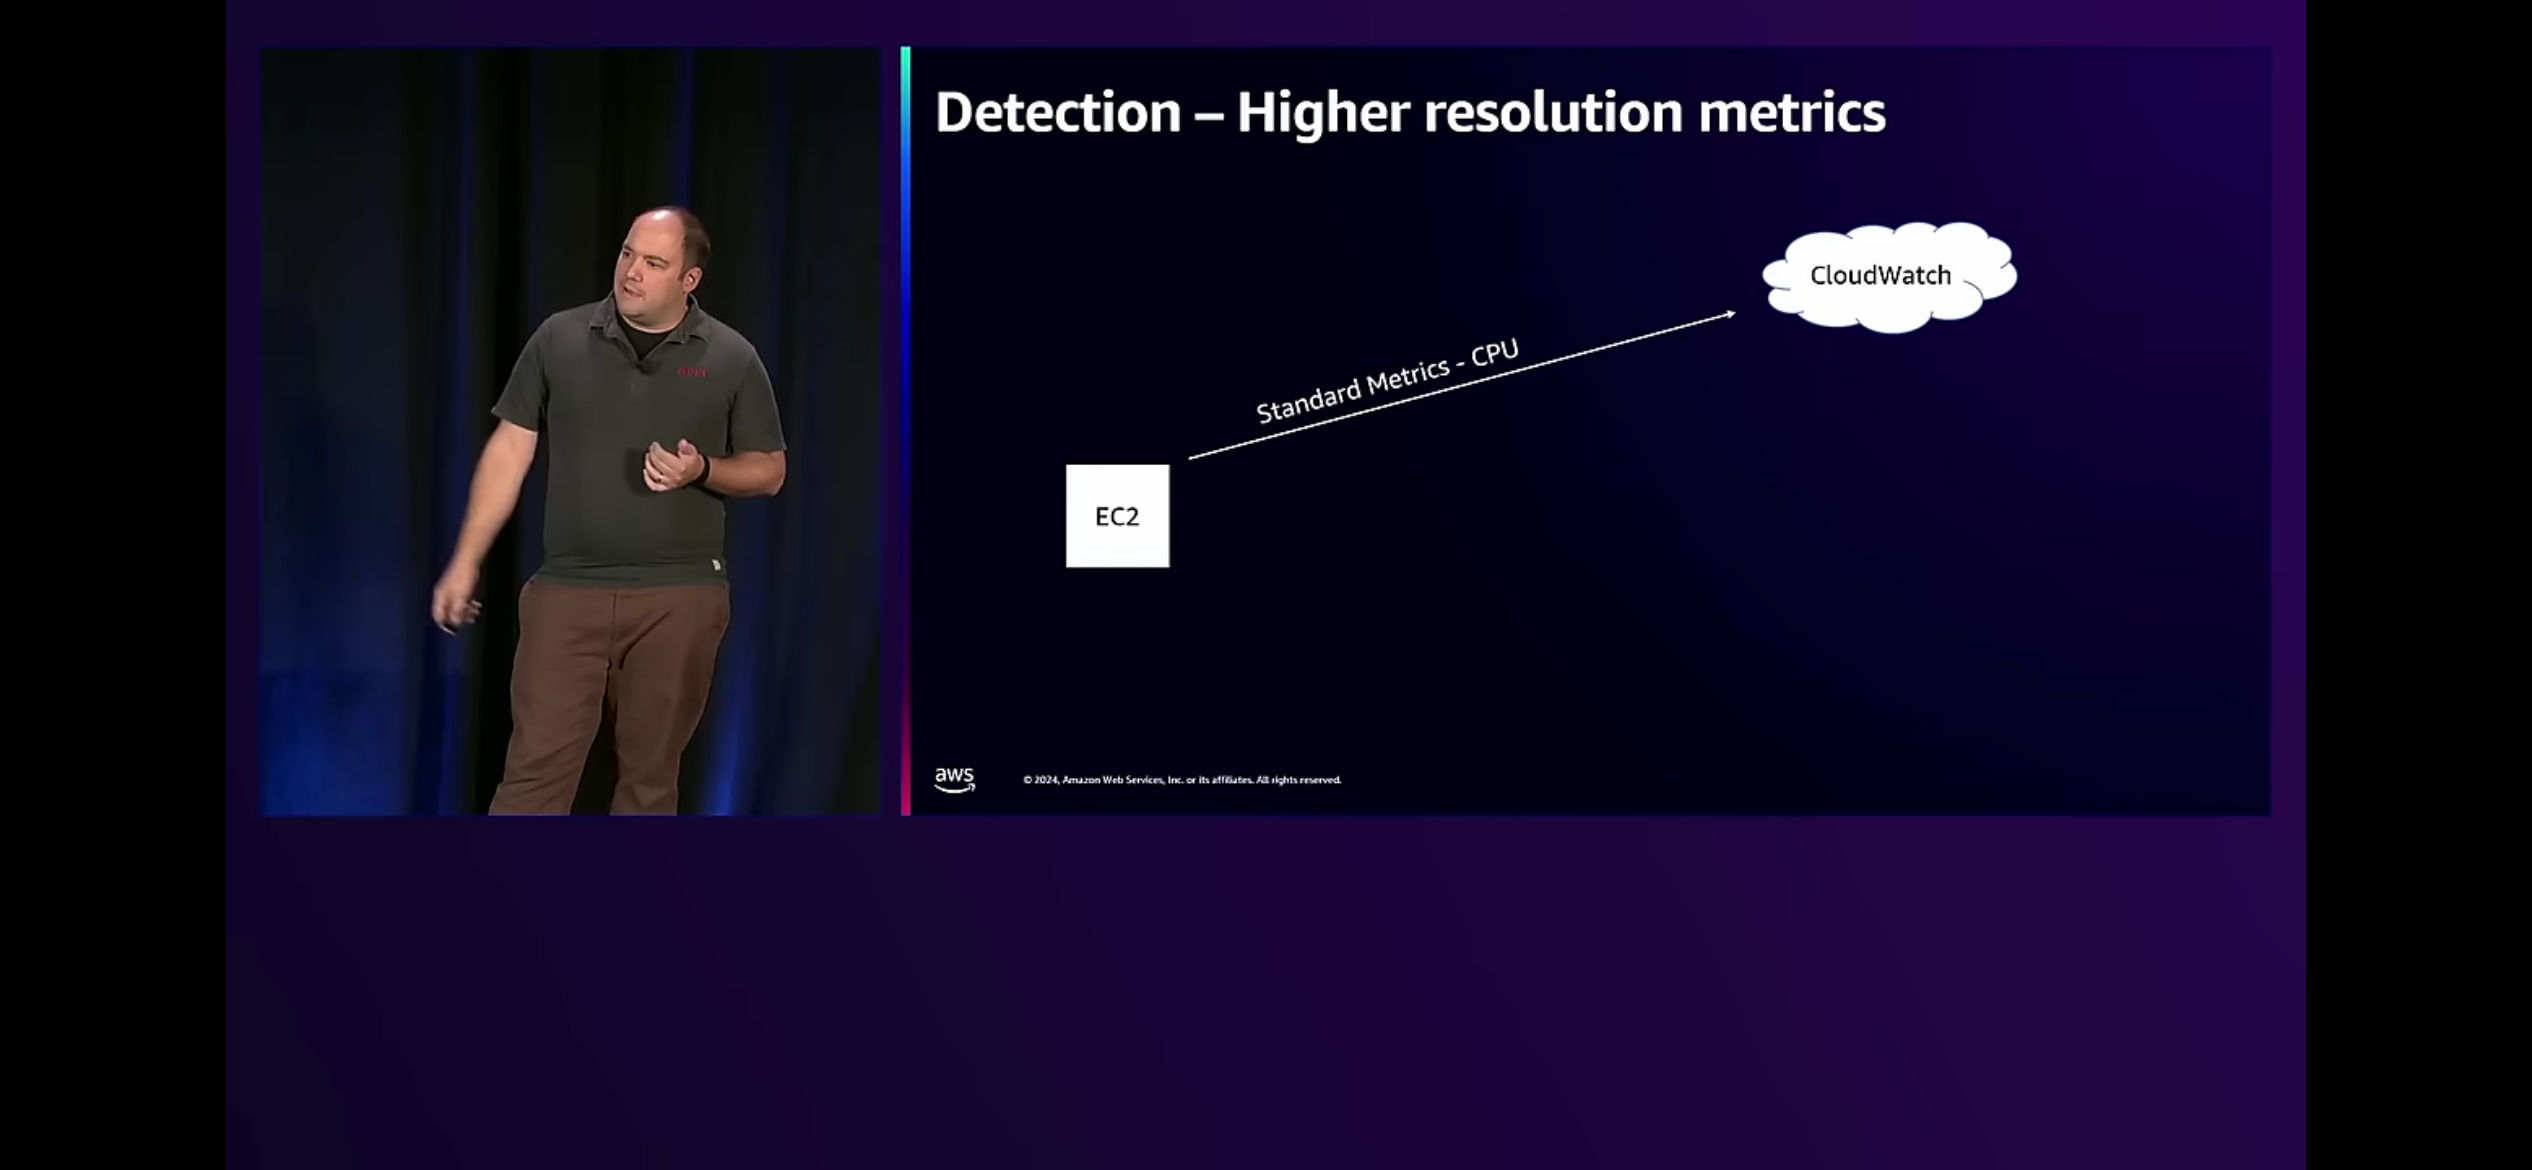 Detection – Higher resolution metrics
CloudWatch
Standard Metrics - CPU
EC2
aws
© 2024, Amazon Web Services, Inc. or its affiliates. All rights reserved.